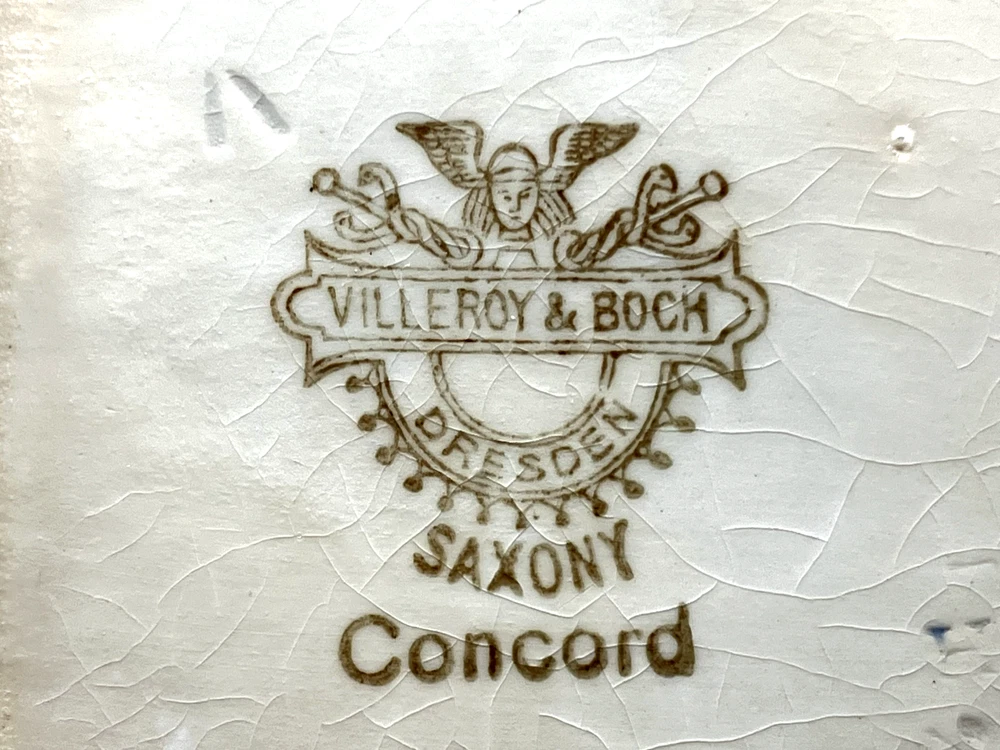 VILLEROY & BOCH
DRESDEN
SAXONY
Concord